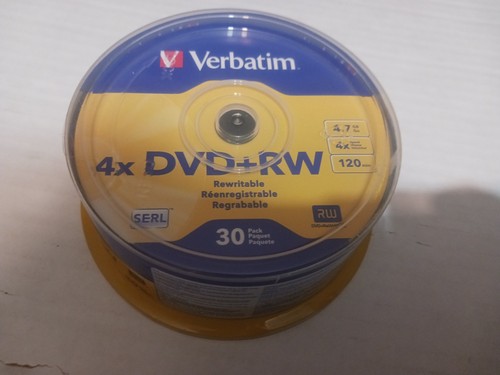 Verbatim
4.7
4x
120
4x DVD+RW
Rewritable
Réenregistrable
Regrabable
SERL
RW
30 Pack
Paquet
Paquete